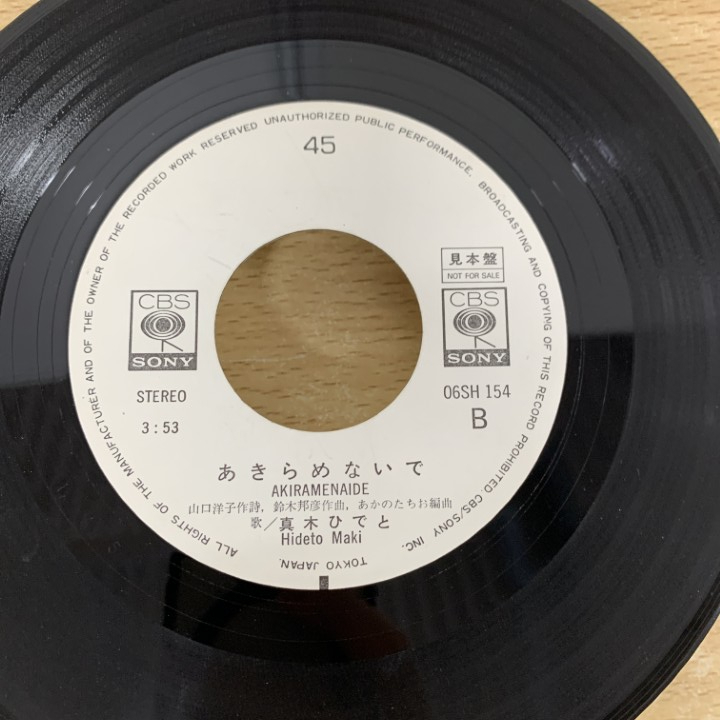 ALL RIGHTS OF THE MANUFACTURER AND OF THE OWNER OF THE RECORDED WORK RESERVED UNAUTHORIZED PUBLIC PERFORMANCE, BROADCASTING AND COPYING OF THIS RECORD PROHIBITED CBS/SONY INC.
TOKYO JAPAN.
45
見本盤
NOT FOR SALE
CBS
SONY
CBS
SONY
STEREO
06SH 154
3:53
B
あきらめないで
AKIRAMENAIDE
山口洋子作詩, 鈴木邦彦作曲, あかのたちお編曲
歌/真木ひでと
Hideto Maki